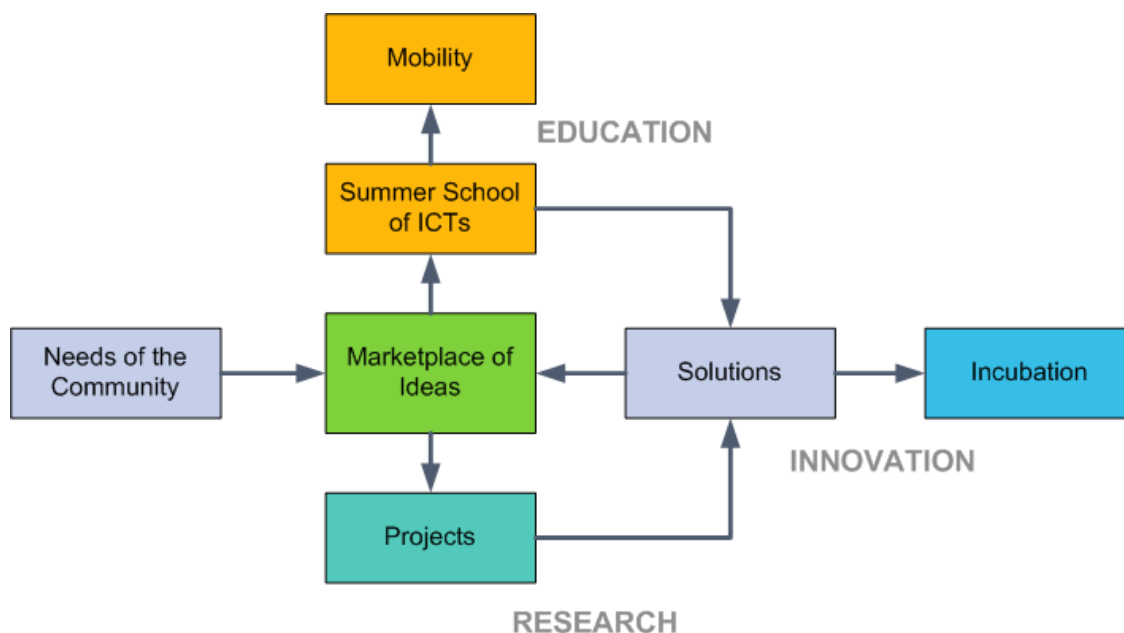 Mobility
EDUCATION
Summer School
of ICTs
Needs of the
Community
Marketplace of
Ideas
Solutions
Incubation
INNOVATION
Projects
RESEARCH